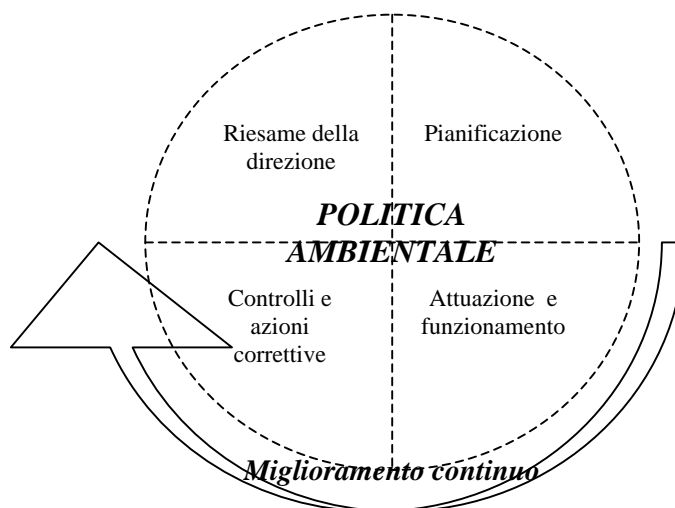 Riesame della
direzione
Pianificazione
POLITICA
AMBIENTALE
Controlli e
azioni
correttive
Attuazione e
funzionamento
Miglioramento continuo